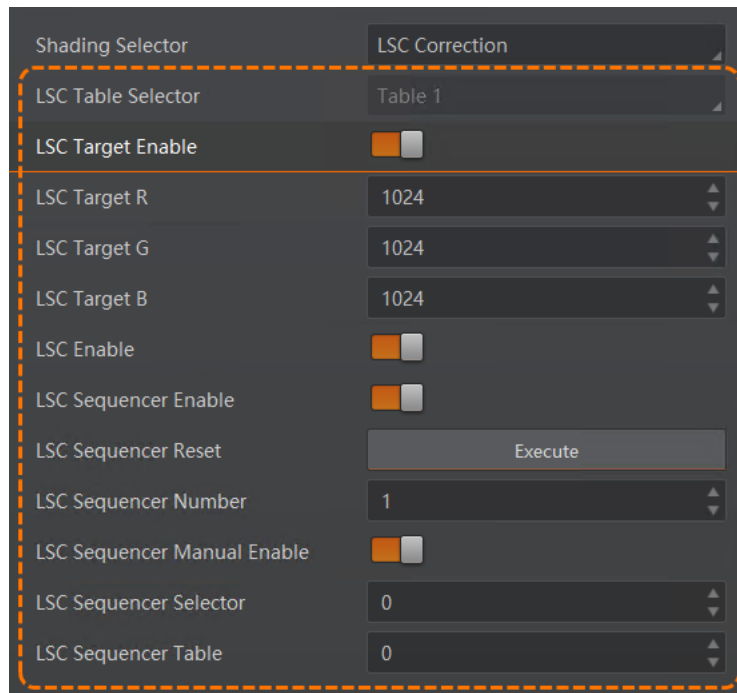 Shading Selector LSC Correction
LSC Table Selector Table 1
LSC Target Enable
LSC Target R 1024
LSC Target G 1024
LSC Target B 1024
LSC Enable
LSC Sequencer Enable
LSC Sequencer Reset Execute
LSC Sequencer Number 1
LSC Sequencer Manual Enable
LSC Sequencer Selector 0
LSC Sequencer Table 0